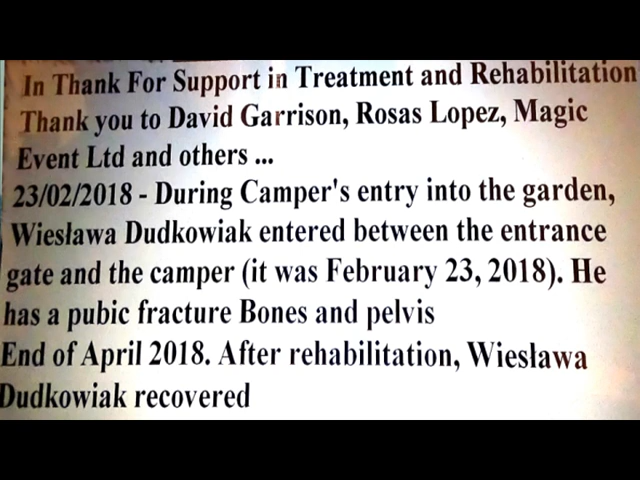 In Thank For Support in Treatment and Rehabilitation
Thank you to David Garrison, Rosas Lopez, Magic
Event Ltd and others ...
23/02/2018 - During Camper's entry into the garden,
Wiesława Dudkowiak entered between the entrance
gate and the camper (it was February 23, 2018). He
has a pubic fracture Bones and pelvis
End of April 2018. After rehabilitation, Wiesława
Dudkowiak recovered